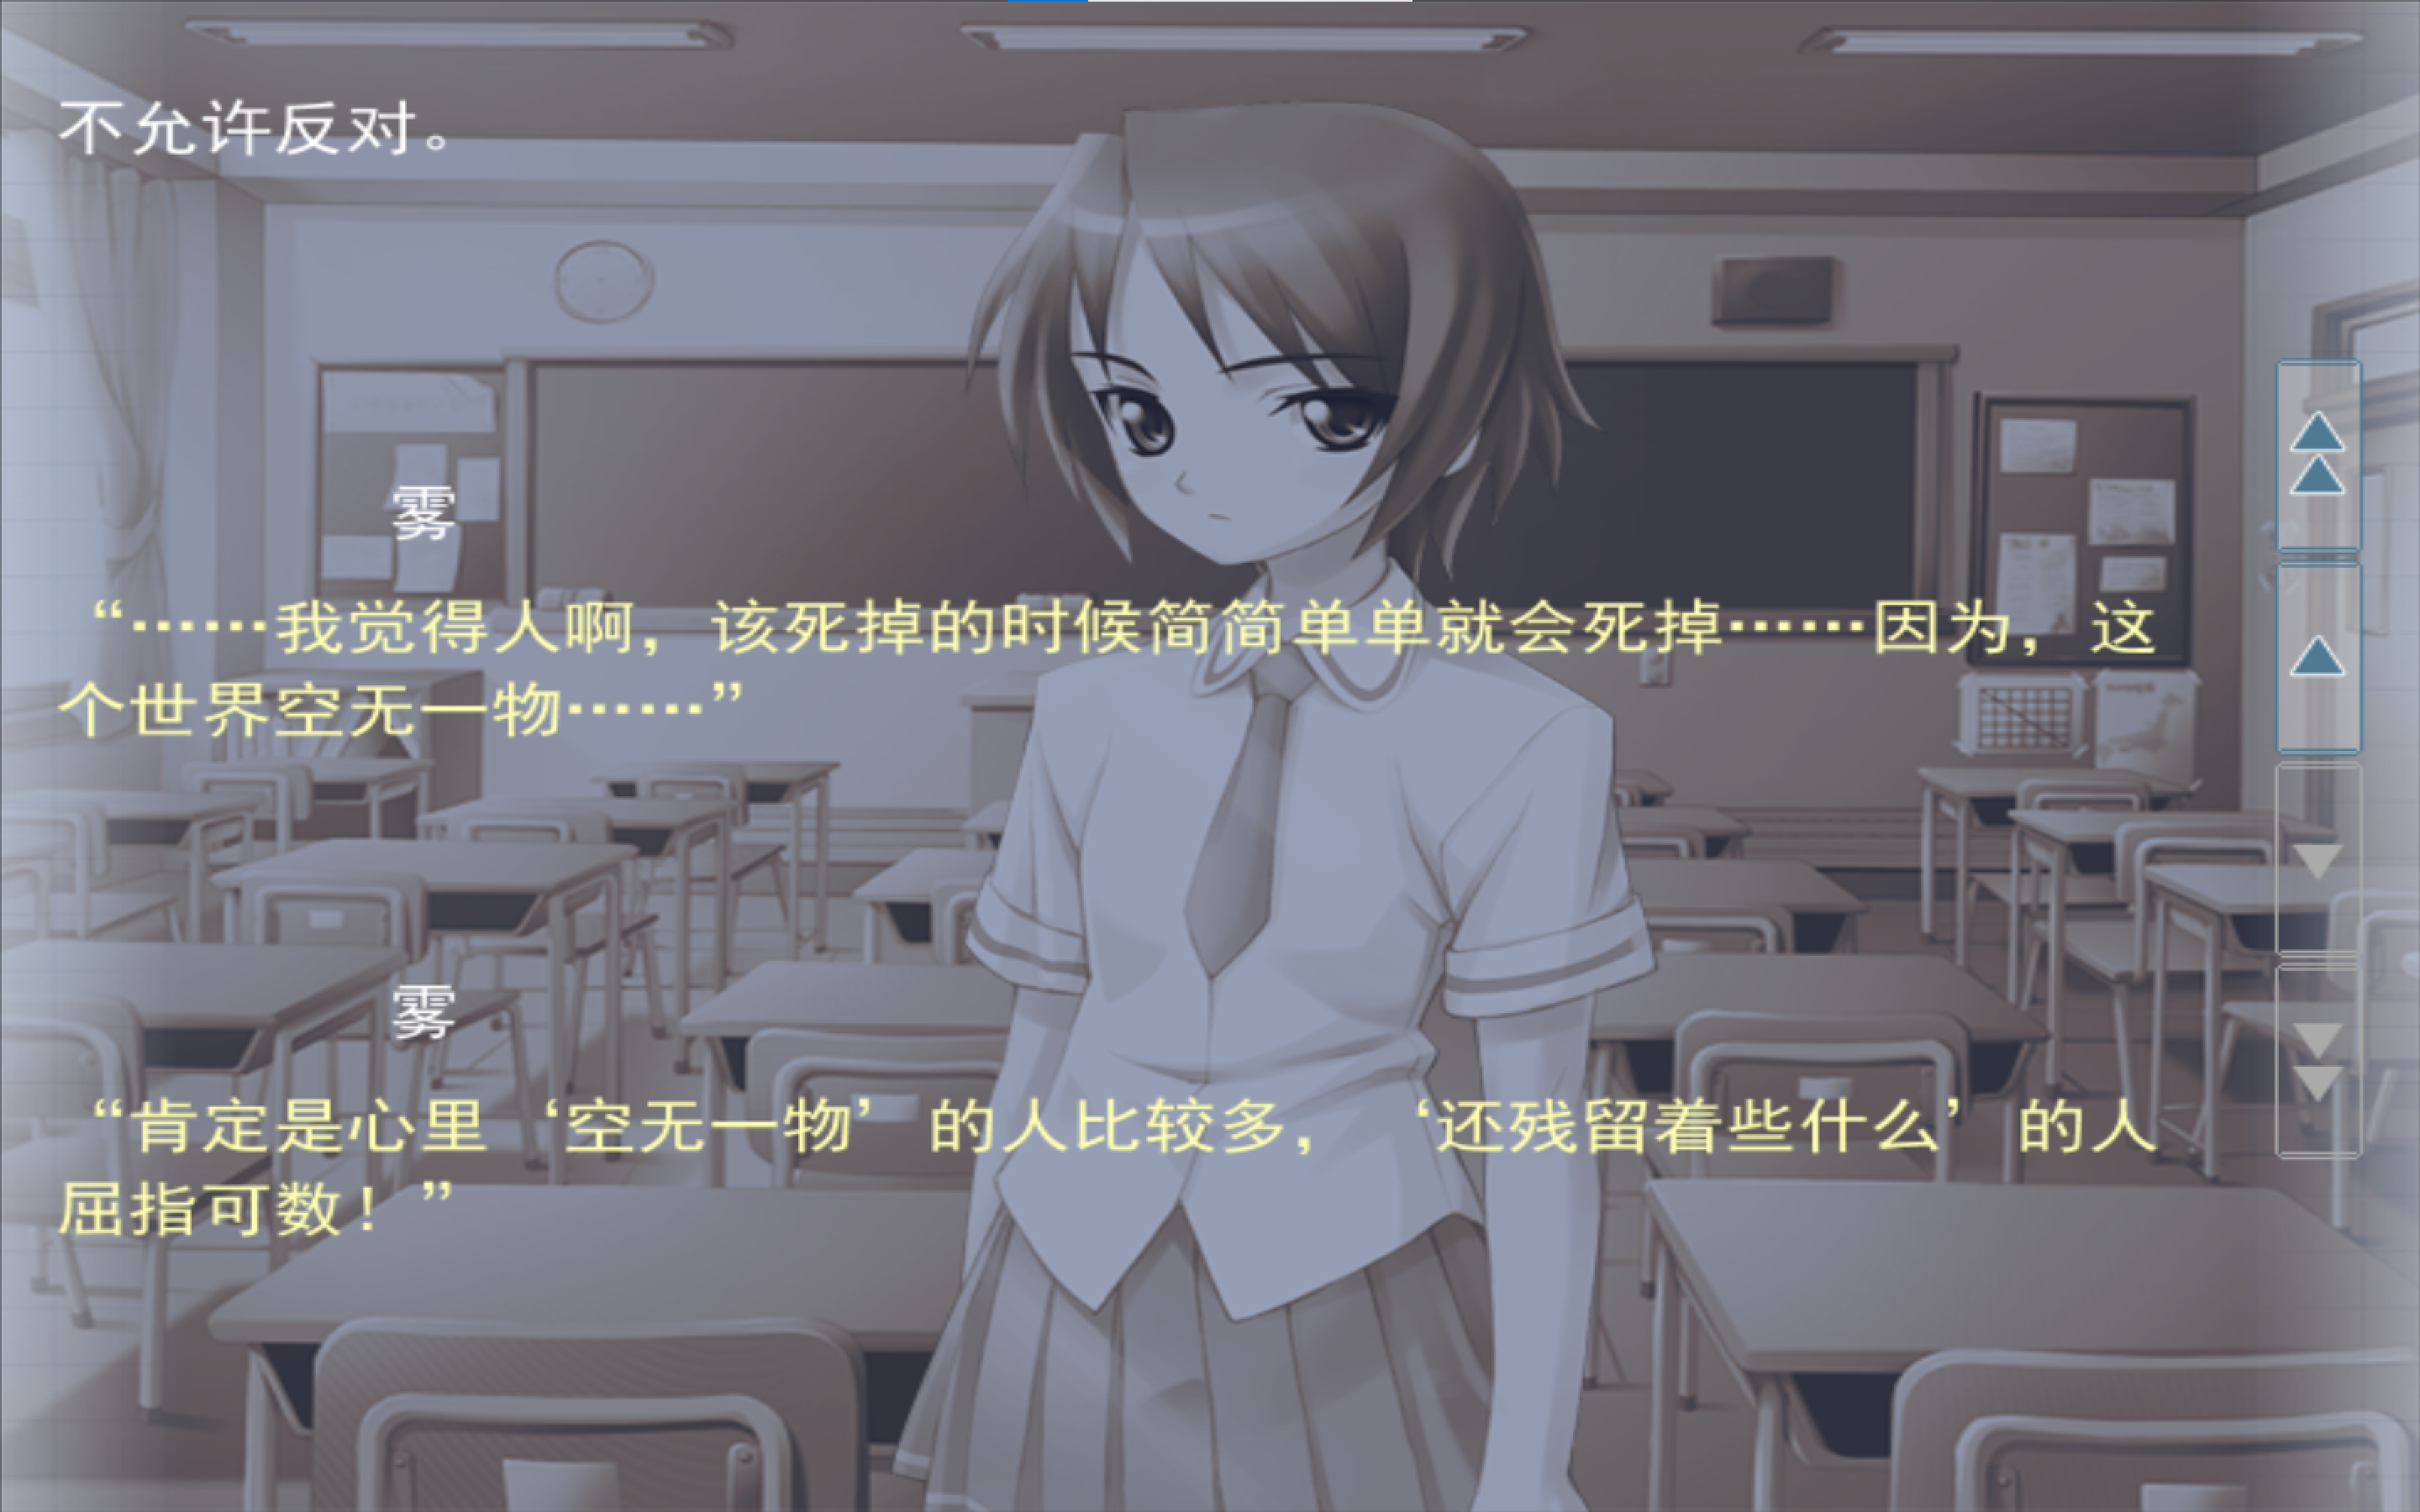 不允许反对。
雾
“……我觉得人啊，该死掉的时候简简单单就会死掉……因为，这
个世界空无一物……”
雾
“肯定是心里‘空无一物’的人比较多，‘还残留着些什么’的人
屈指可数！”